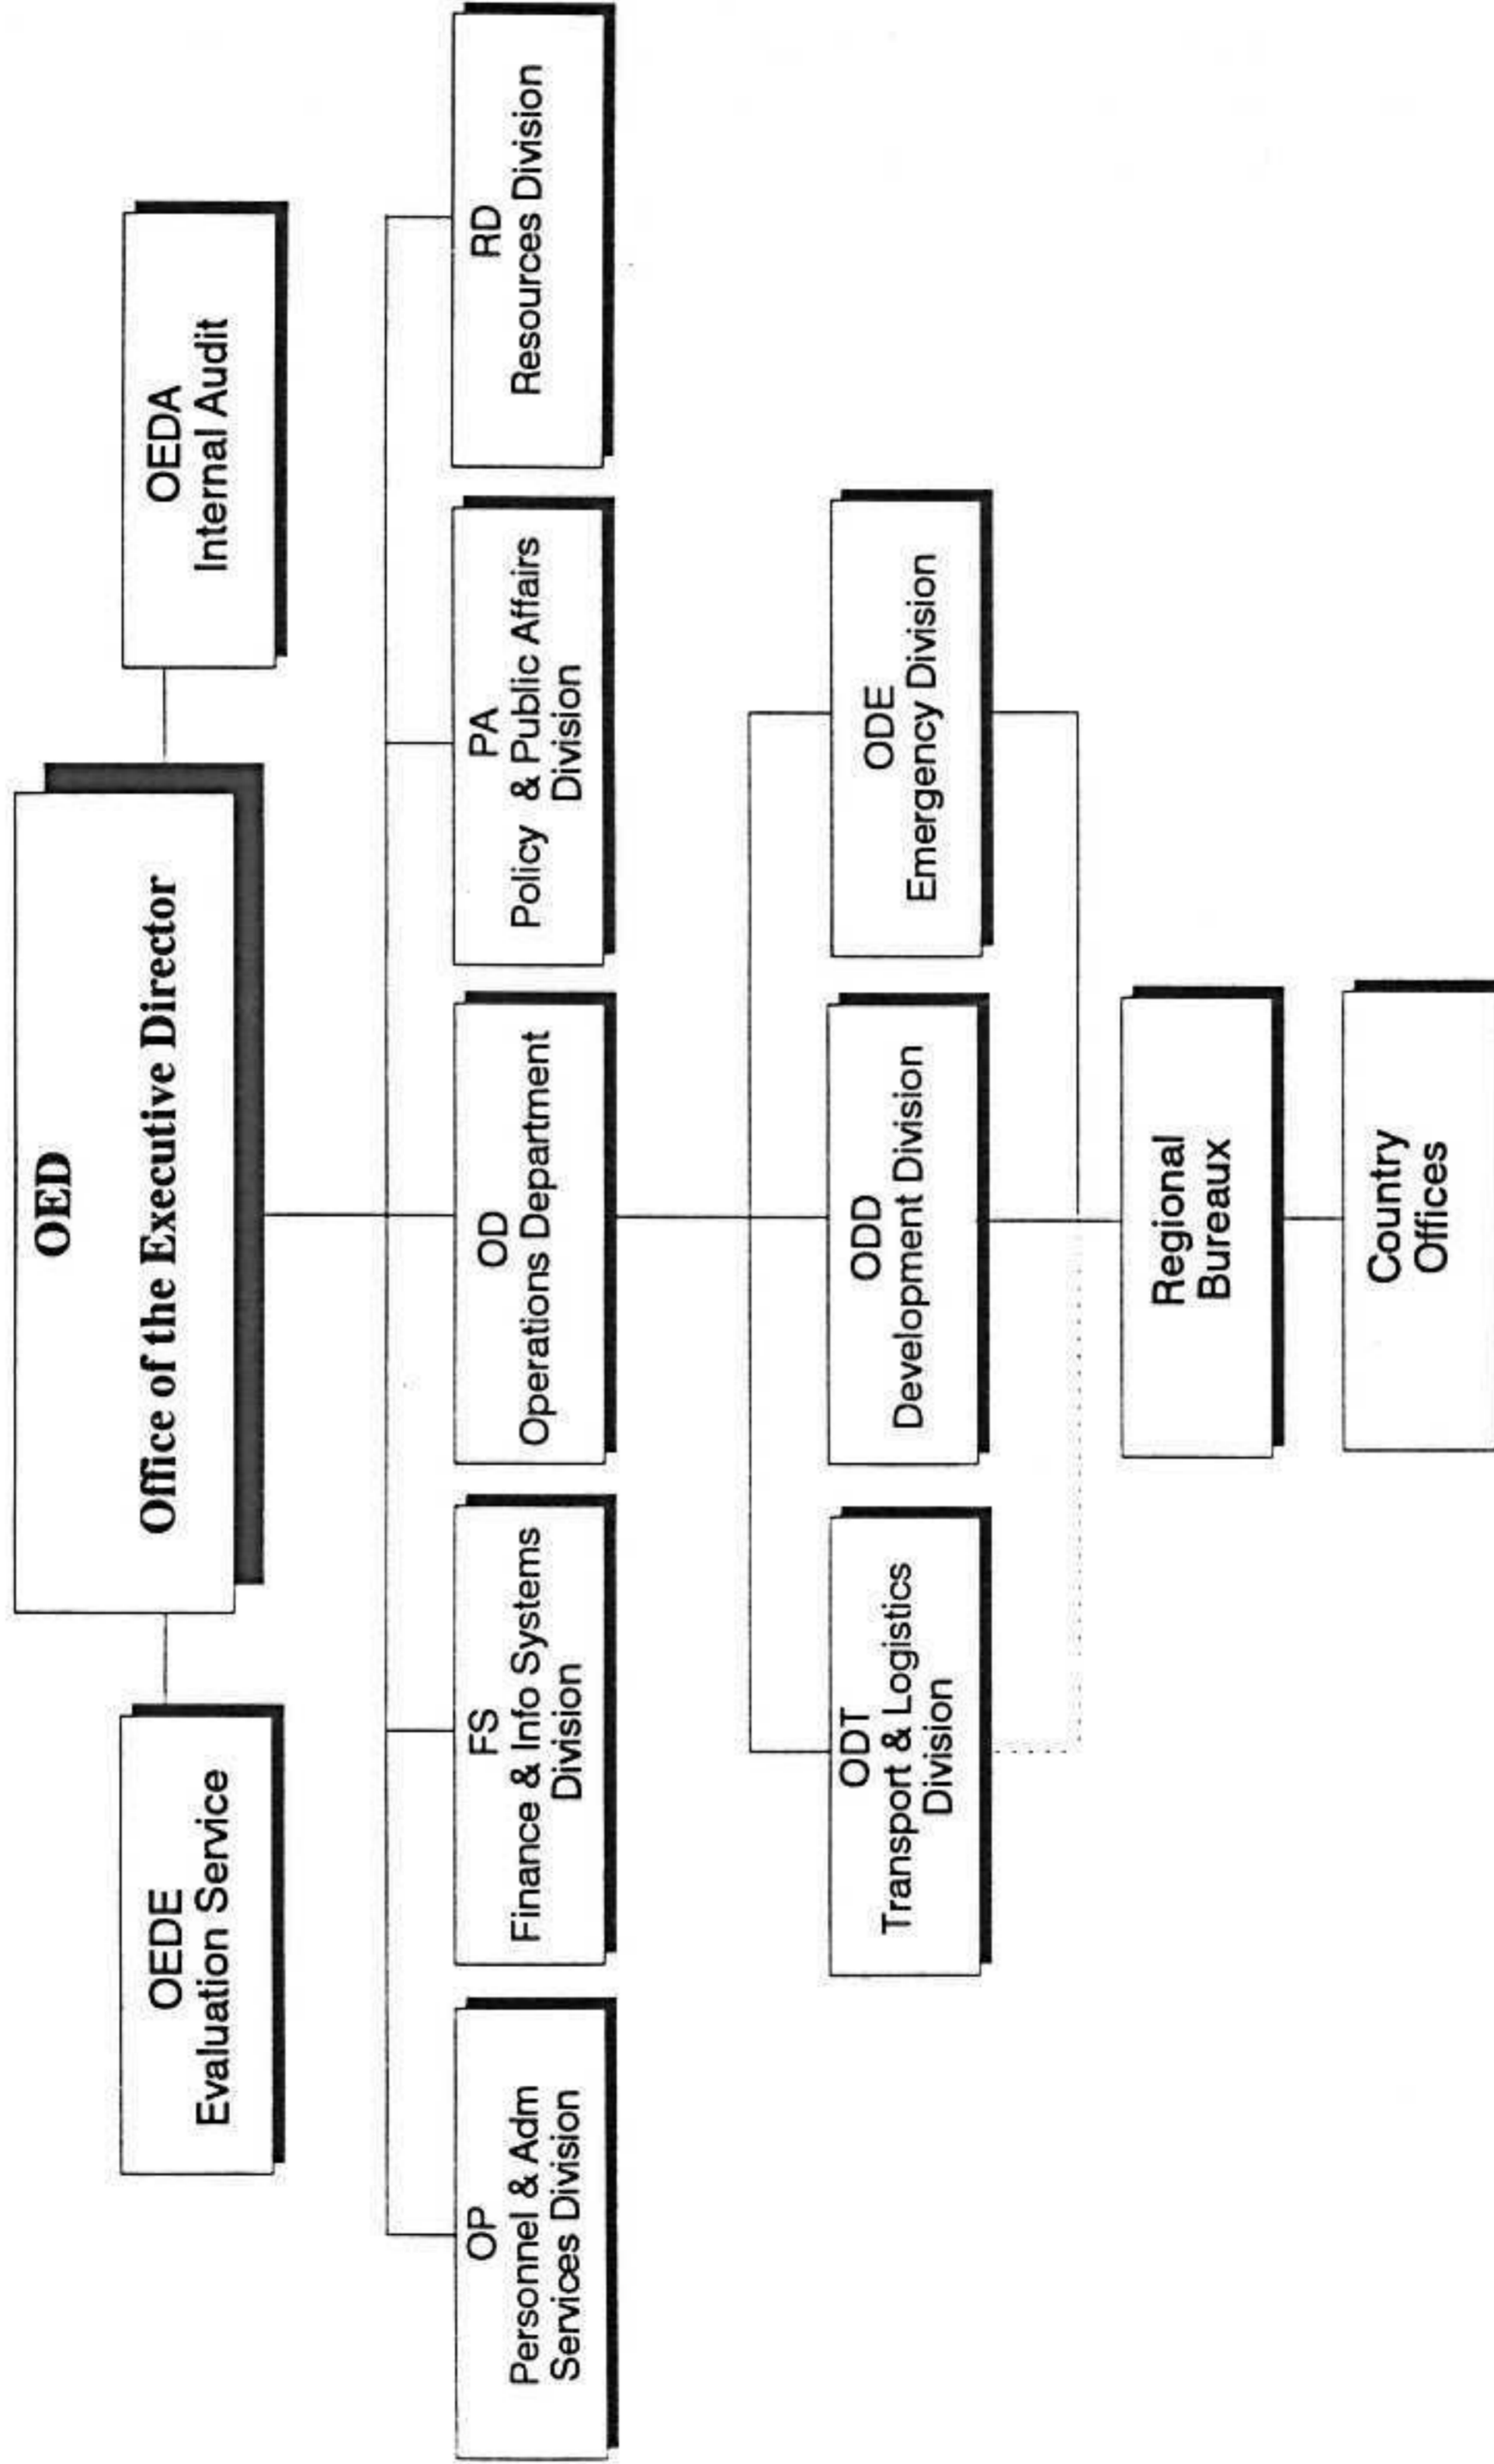 OED
Office of the Executive Director
OEDE
Evaluation Service
OEDA
Internal Audit
OP
Personnel & Adm
Services Division
FS
Finance & Info Systems
Division
OD
Operations Department
PA
Policy & Public Affairs
Division
RD
Resources Division
ODT
Transport & Logistics
Division
ODD
Development Division
ODE
Emergency Division
Regional
Bureaux
Country
Offices